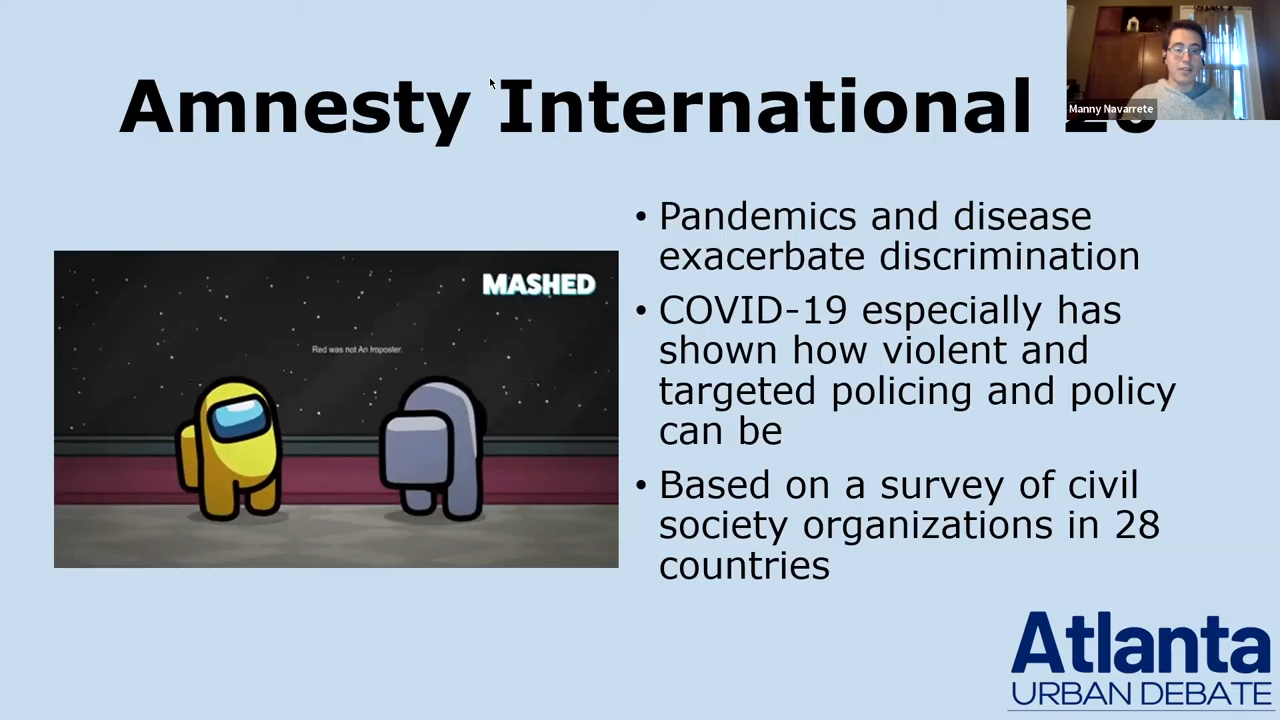 Amnesty International 20
Manny Navarrete
MASHED
Red was not An Imposter.
• Pandemics and disease
exacerbate discrimination
• COVID-19 especially has
shown how violent and
targeted policing and policy
can be
• Based on a survey of civil
society organizations in 28
countries
Atlanta
URBAN DEBATE